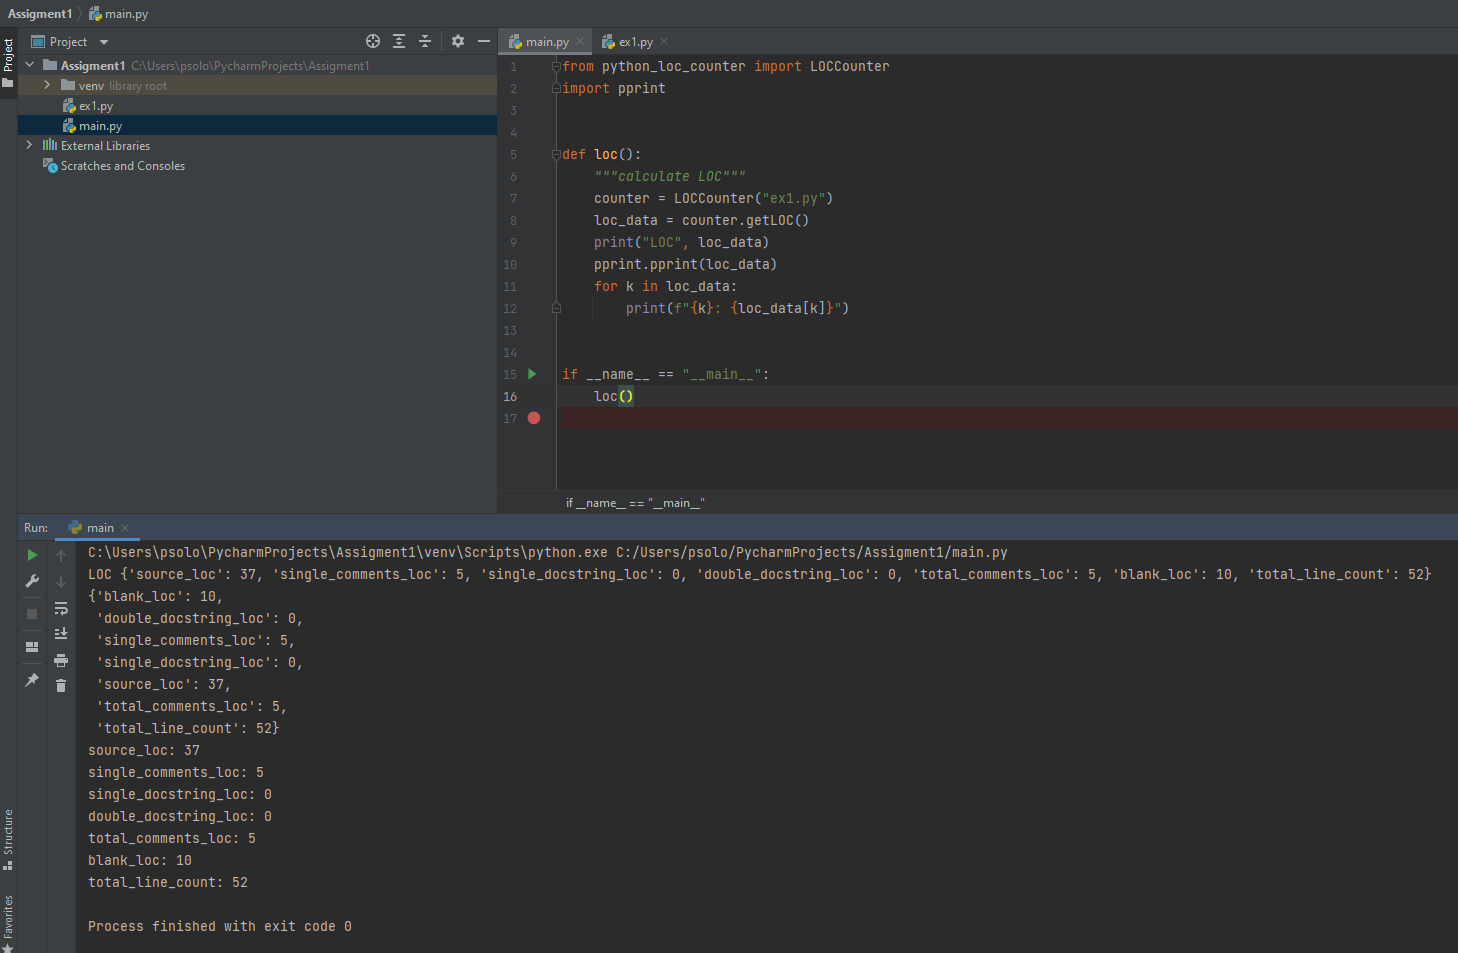 Assigment1 main.py
Project
Project
Assigment1 C:\Users\psolo\PycharmProjects\Assigment1
venv library root
ex1.py
main.py
External Libraries
Scratches and Consoles
main.py ex1.py
1 from python_loc_counter import LOCCounter
2 import pprint
3
4
5 def loc():
6 """calculate LOC"""
7 counter = LOCCounter("ex1.py")
8 loc_data = counter.getLOC()
9 print("LOC", loc_data)
10 pprint.pprint(loc_data)
11 for k in loc_data:
12 print(f"{k}: {loc_data[k]}")
13
14
15 if __name__ == "__main__":
16 loc()
17
if __name__ == "__main__"
Run: main
C:\Users\psolo\PycharmProjects\Assigment1\venv\Scripts\python.exe C:/Users/psolo/PycharmProjects/Assigment1/main.py
LOC {'source_loc': 37, 'single_comments_loc': 5, 'single_docstring_loc': 0, 'double_docstring_loc': 0, 'total_comments_loc': 5, 'blank_loc': 10, 'total_line_count': 52}
{'blank_loc': 10,
'double_docstring_loc': 0,
'single_comments_loc': 5,
'single_docstring_loc': 0,
'source_loc': 37,
'total_comments_loc': 5,
'total_line_count': 52}
source_loc: 37
single_comments_loc: 5
single_docstring_loc: 0
double_docstring_loc: 0
total_comments_loc: 5
blank_loc: 10
total_line_count: 52
Process finished with exit code 0
Structure
Favorites